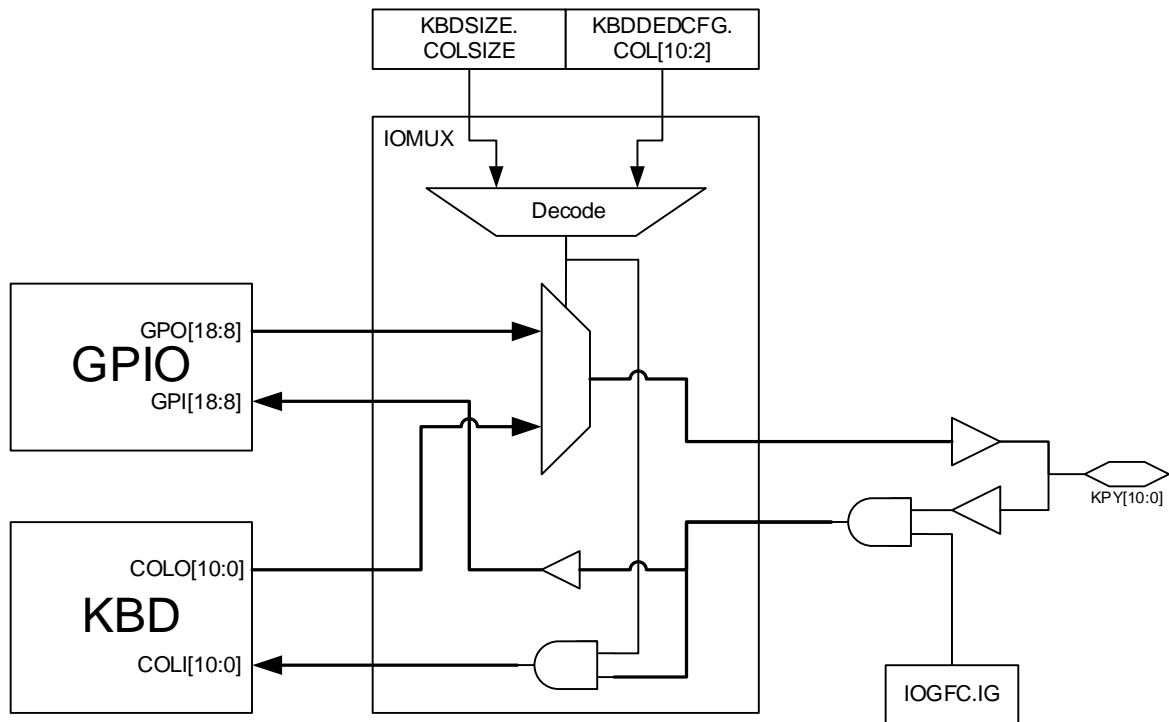 KBDSIZE.
COLSIZE
KBDDEDCFG.
COL[10:2]
IOMUX
Decode
GPO[18:8]
GPIO
GPI[18:8]
KPY[10:0]
COLO[10:0]
KBD
COLI[10:0]
IOGFC.IG